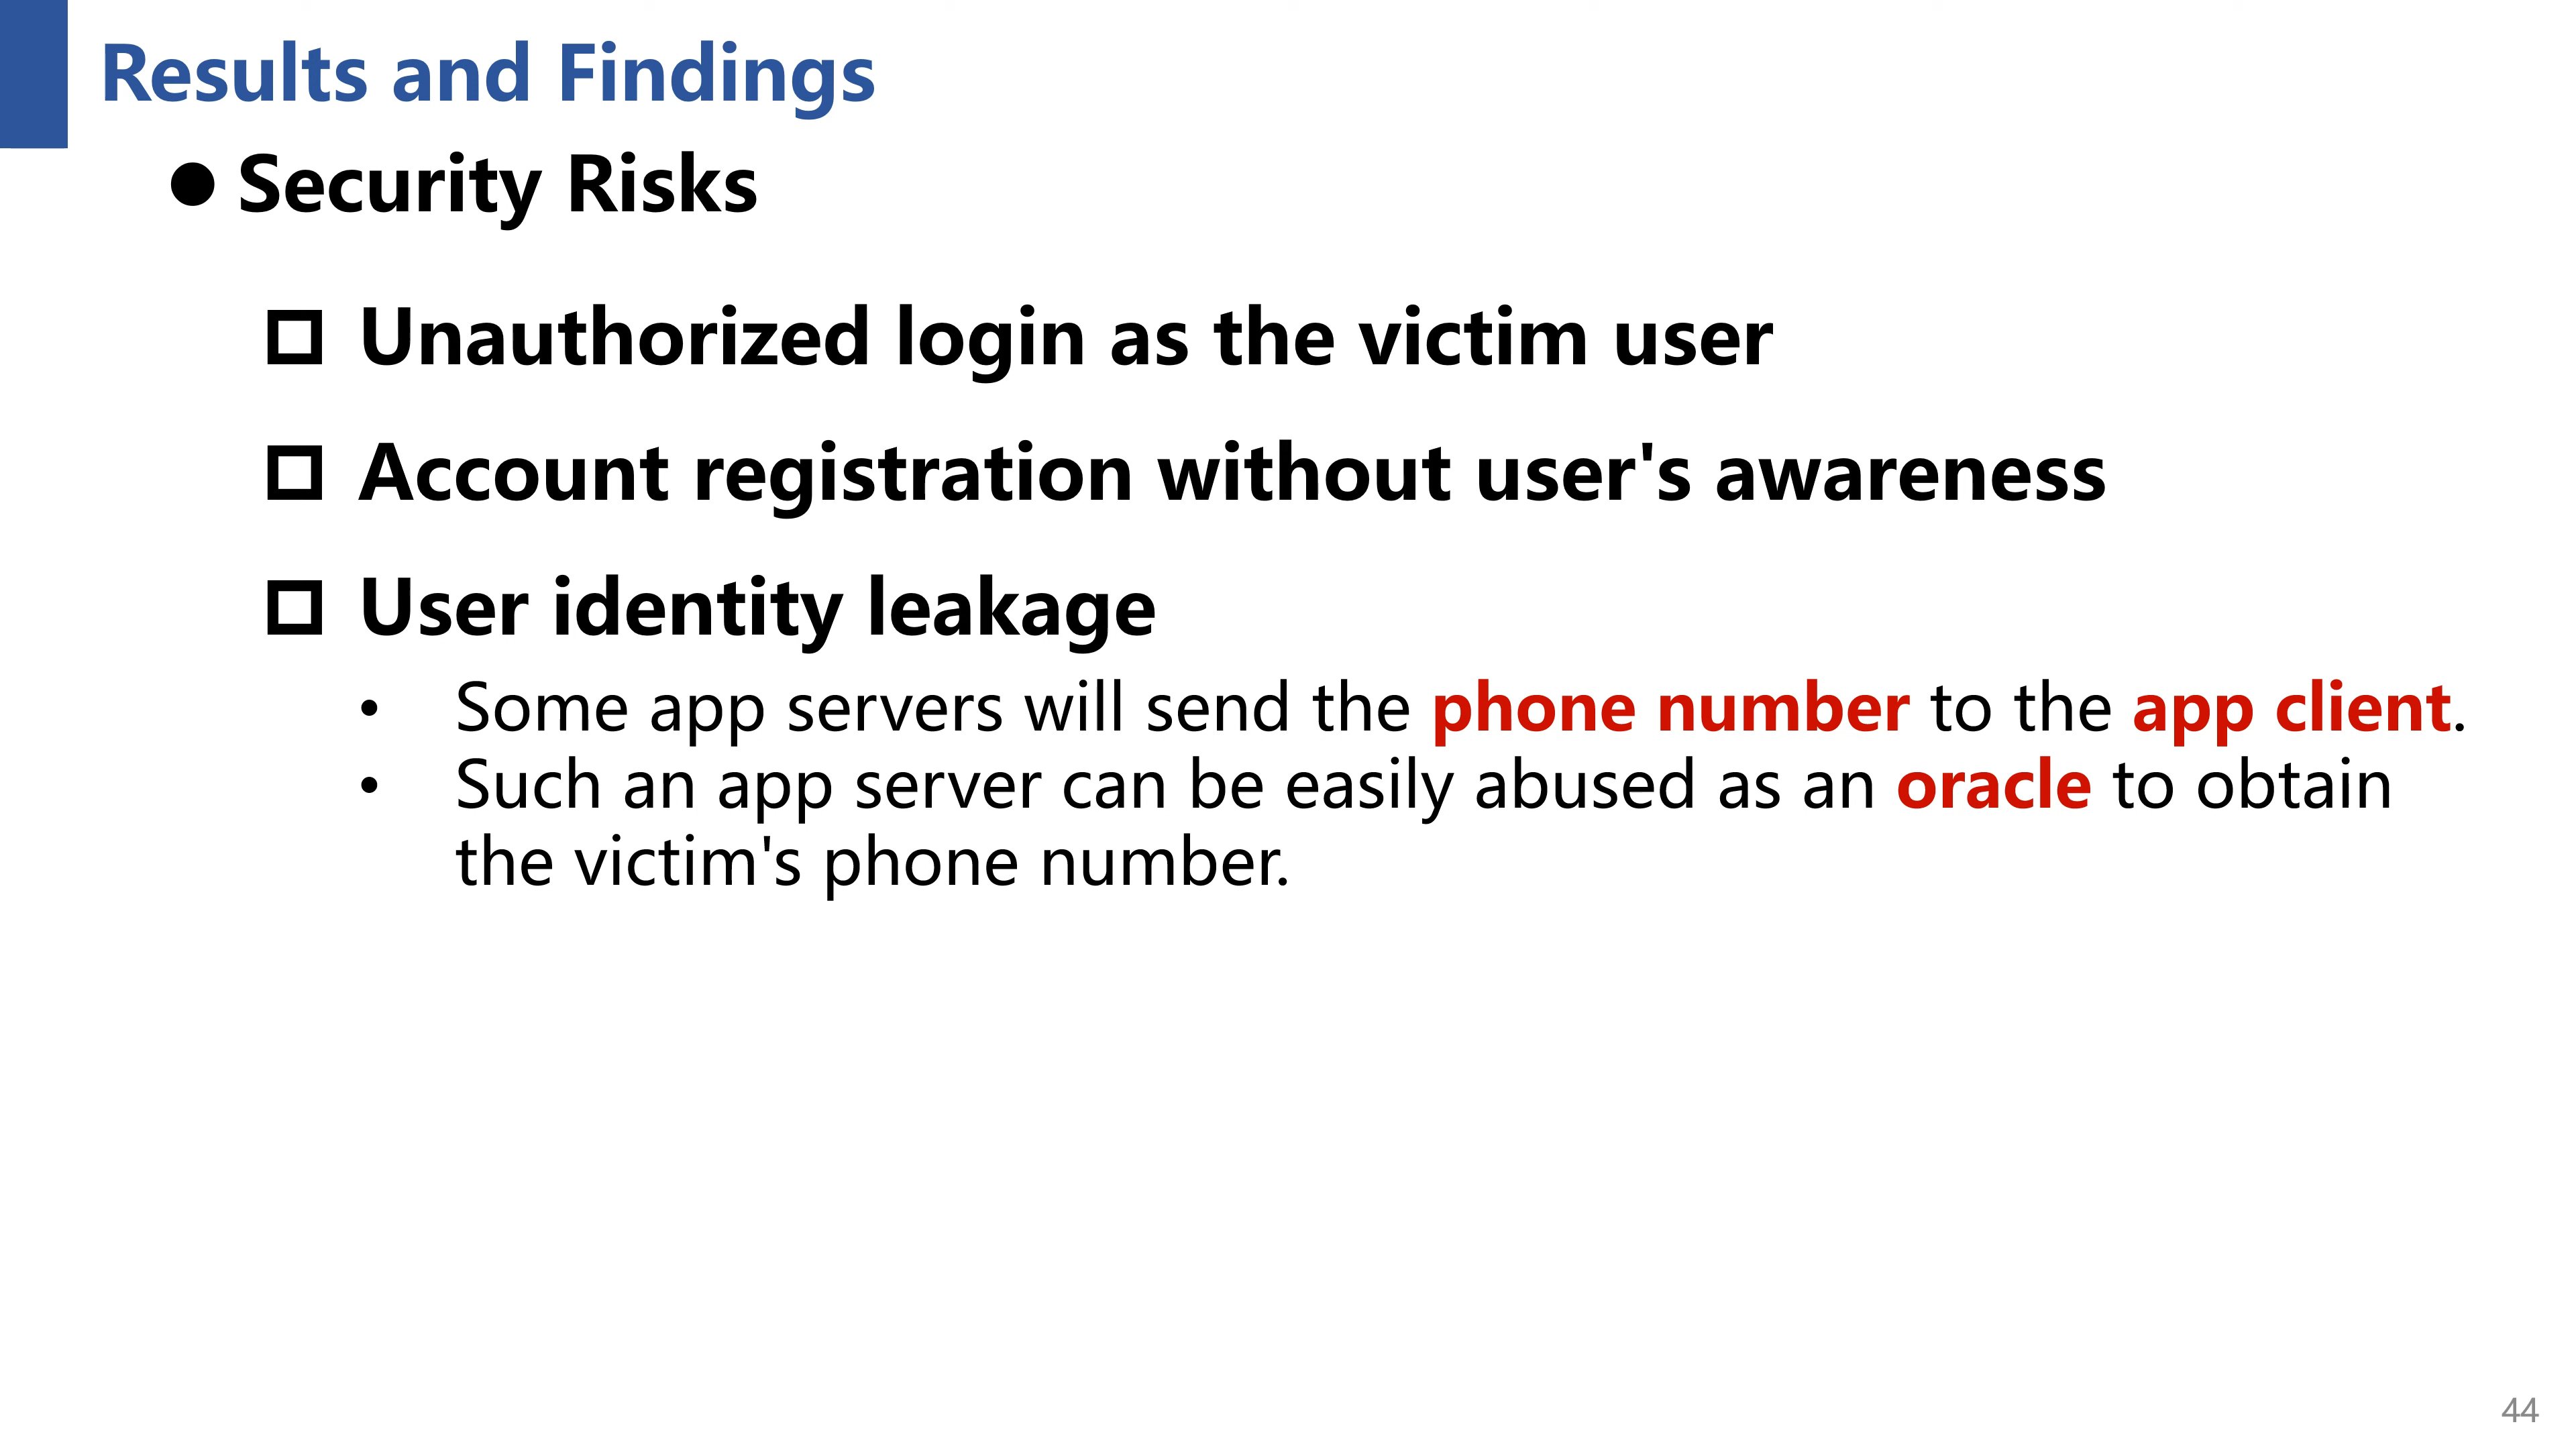 Results and Findings
● Security Risks
□ Unauthorized login as the victim user
□ Account registration without user's awareness
□ User identity leakage
• Some app servers will send the phone number to the app client.
• Such an app server can be easily abused as an oracle to obtain
the victim's phone number.
44